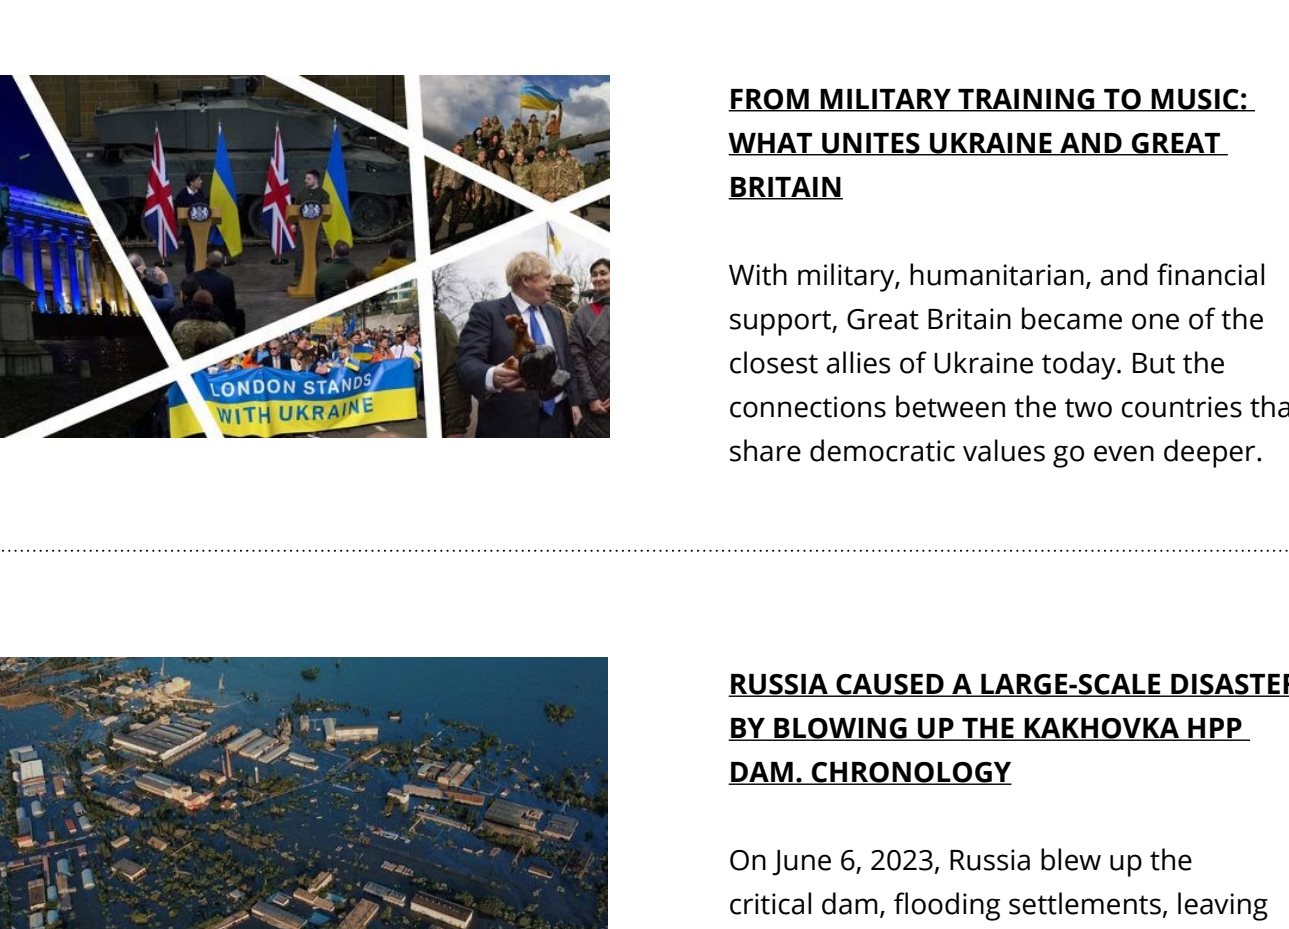 FROM MILITARY TRAINING TO MUSIC:
WHAT UNITES UKRAINE AND GREAT
BRITAIN
With military, humanitarian, and financial
support, Great Britain became one of the
closest allies of Ukraine today. But the
connections between the two countries tha
share democratic values go even deeper.
LONDON STANDS
WITH UKRAINE
RUSSIA CAUSED A LARGE-SCALE DISASTER
BY BLOWING UP THE KAKHOVKA HPP
DAM. CHRONOLOGY
On June 6, 2023, Russia blew up the
critical dam, flooding settlements, leaving